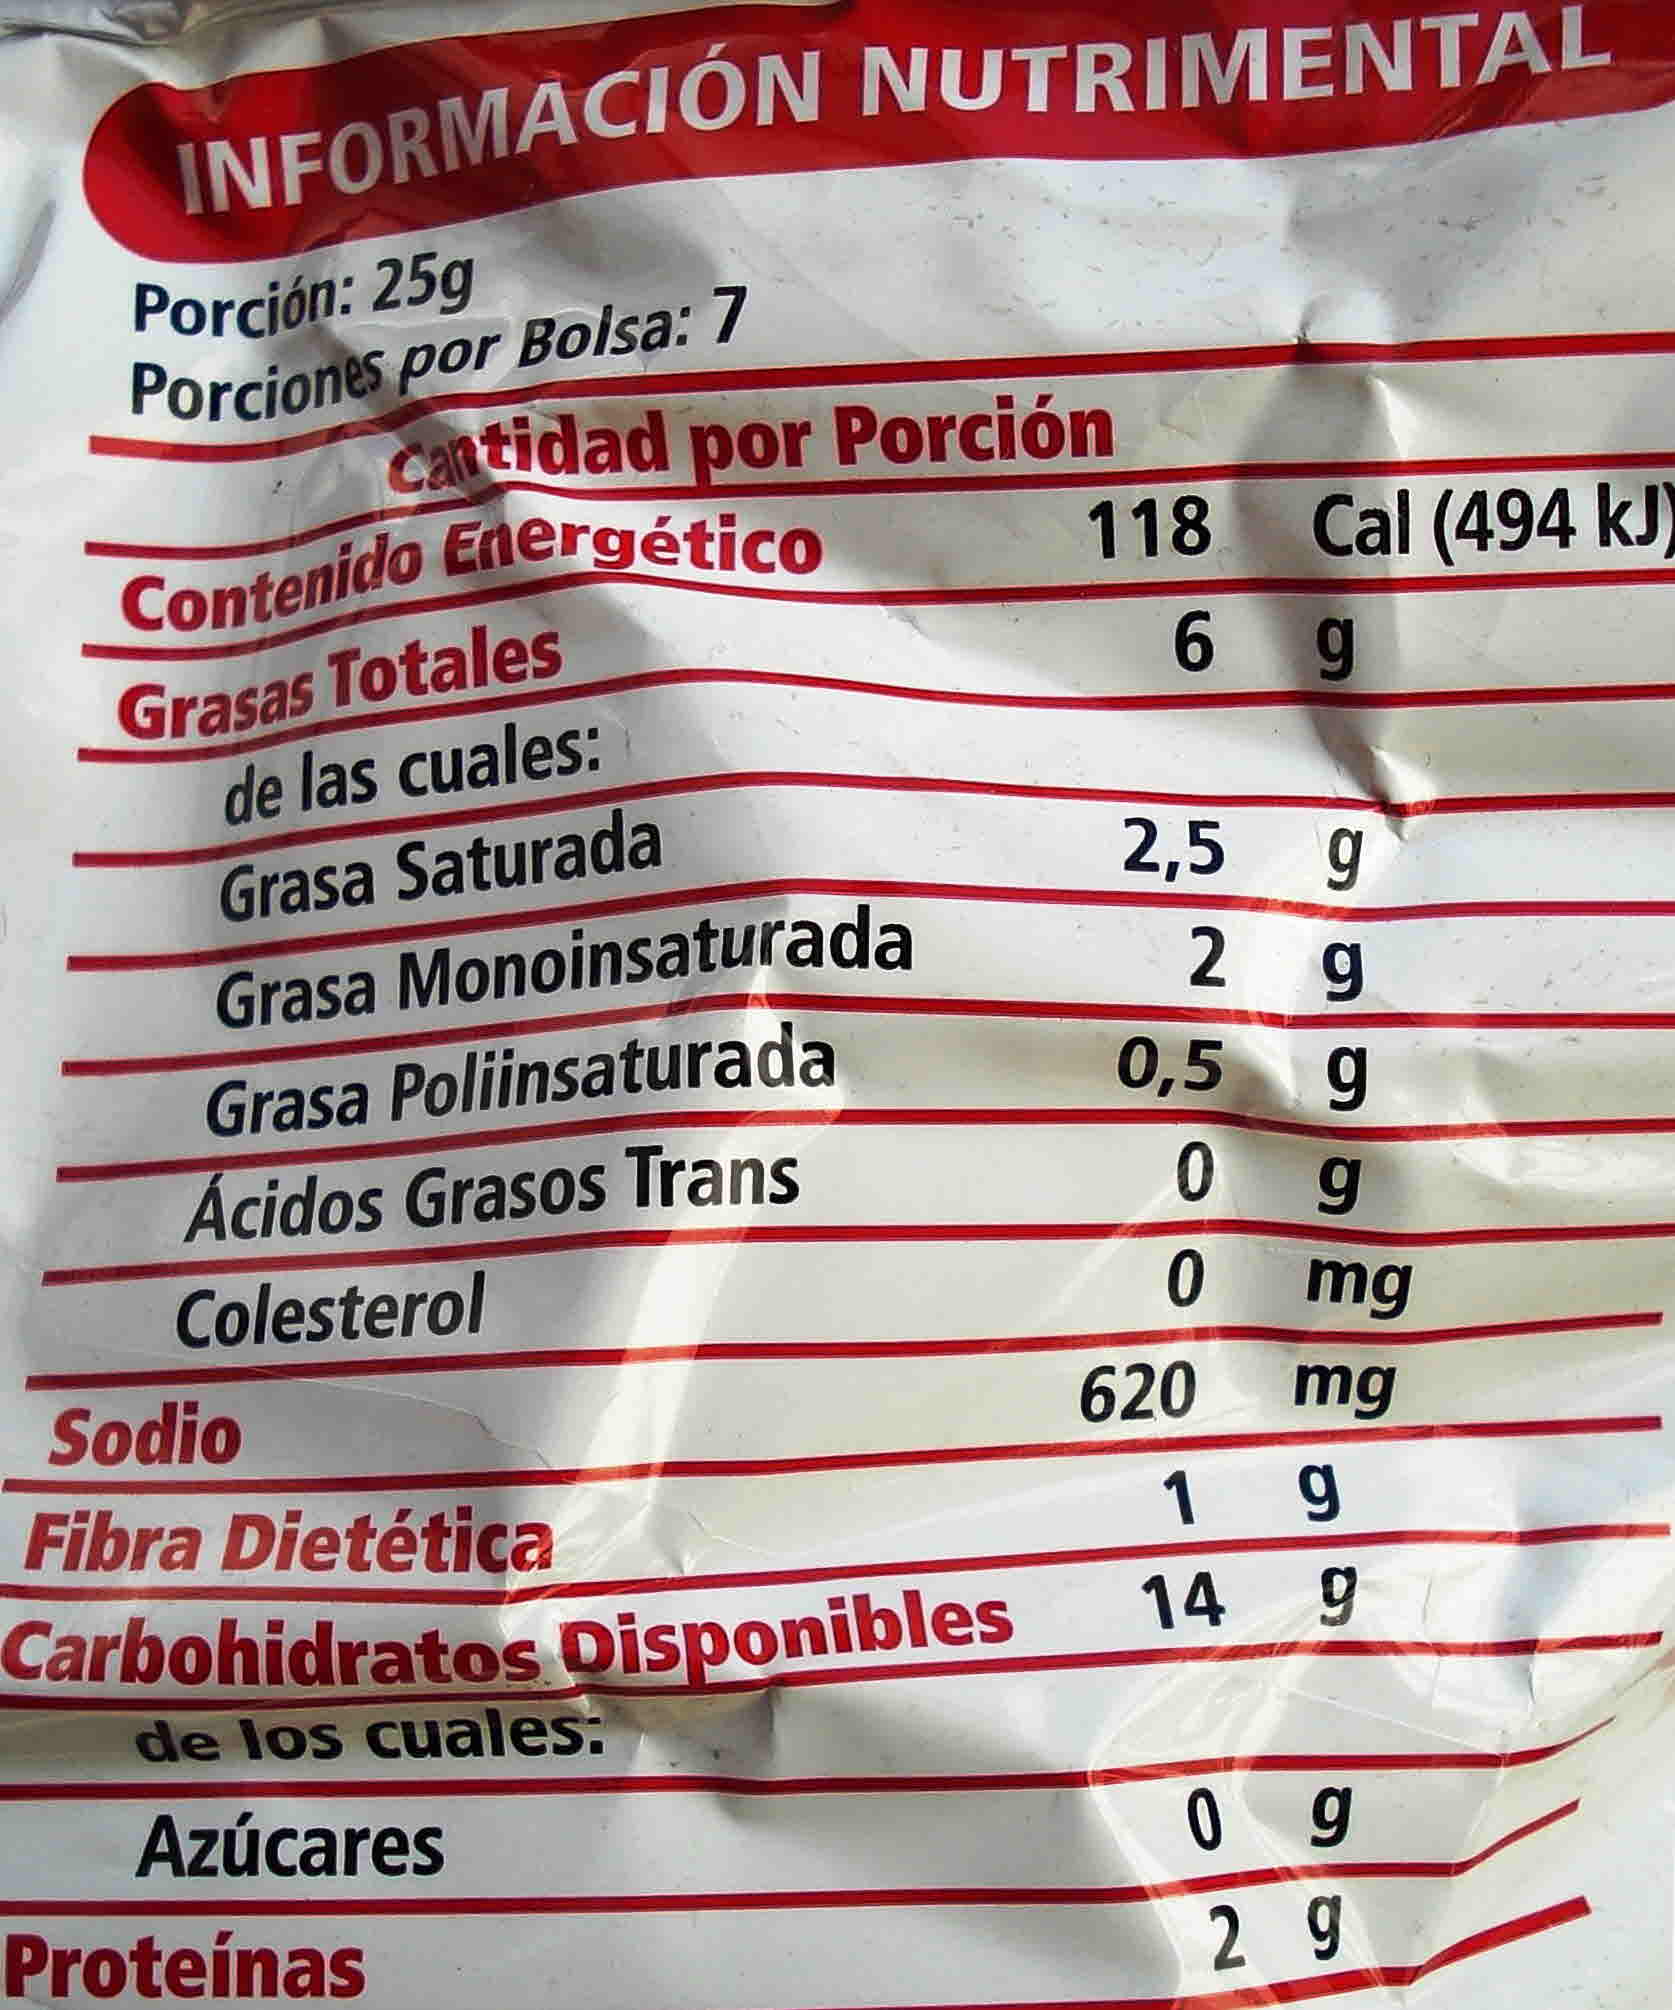 INFORMACIÓN NUTRIMENTAL
Porción: 25g
Porciones por Bolsa: 7
Cantidad por Porción
Contenido Energético 118 Cal (494 kJ)
Grasas Totales 6 g
de las cuales:
Grasa Saturada 2,5 g
Grasa Monoinsaturada 2 g
Grasa Poliinsaturada 0,5 g
Ácidos Grasos Trans 0 g
Colesterol 0 mg
Sodio 620 mg
Fibra Dietética 1 g
Carbohidratos Disponibles 14 g
de los cuales:
Azúcares 0 g
Proteínas 2 g